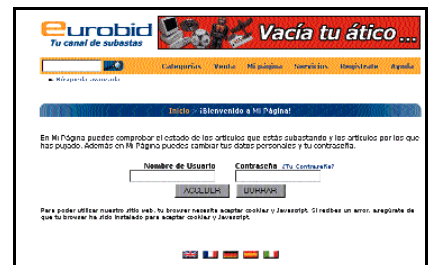 eurobid
Tu canal de subastas
Vacía tu ático ...
Categorías Venta Mi página Servicios Regístrate Ayuda
Búsqueda avanzada
Inicio > ¡Bienvenido a Mi Página!
En Mi Página puedes comprobar el estado de los artículos que estás subastando y los artículos por los que
has pujado. Además en Mi Página puedes cambiar tus datos personales y tu contraseña.
Nombre de Usuario Contraseña ¿Tu Contraseña?
ACCEDER BORRAR
Para poder utilizar nuestro sitio web, tu browser necesita aceptar cookies y Javascript. Si recibes un error, asegúrate de
que tu browser ha sido instalado para aceptar cookies y Javascript.